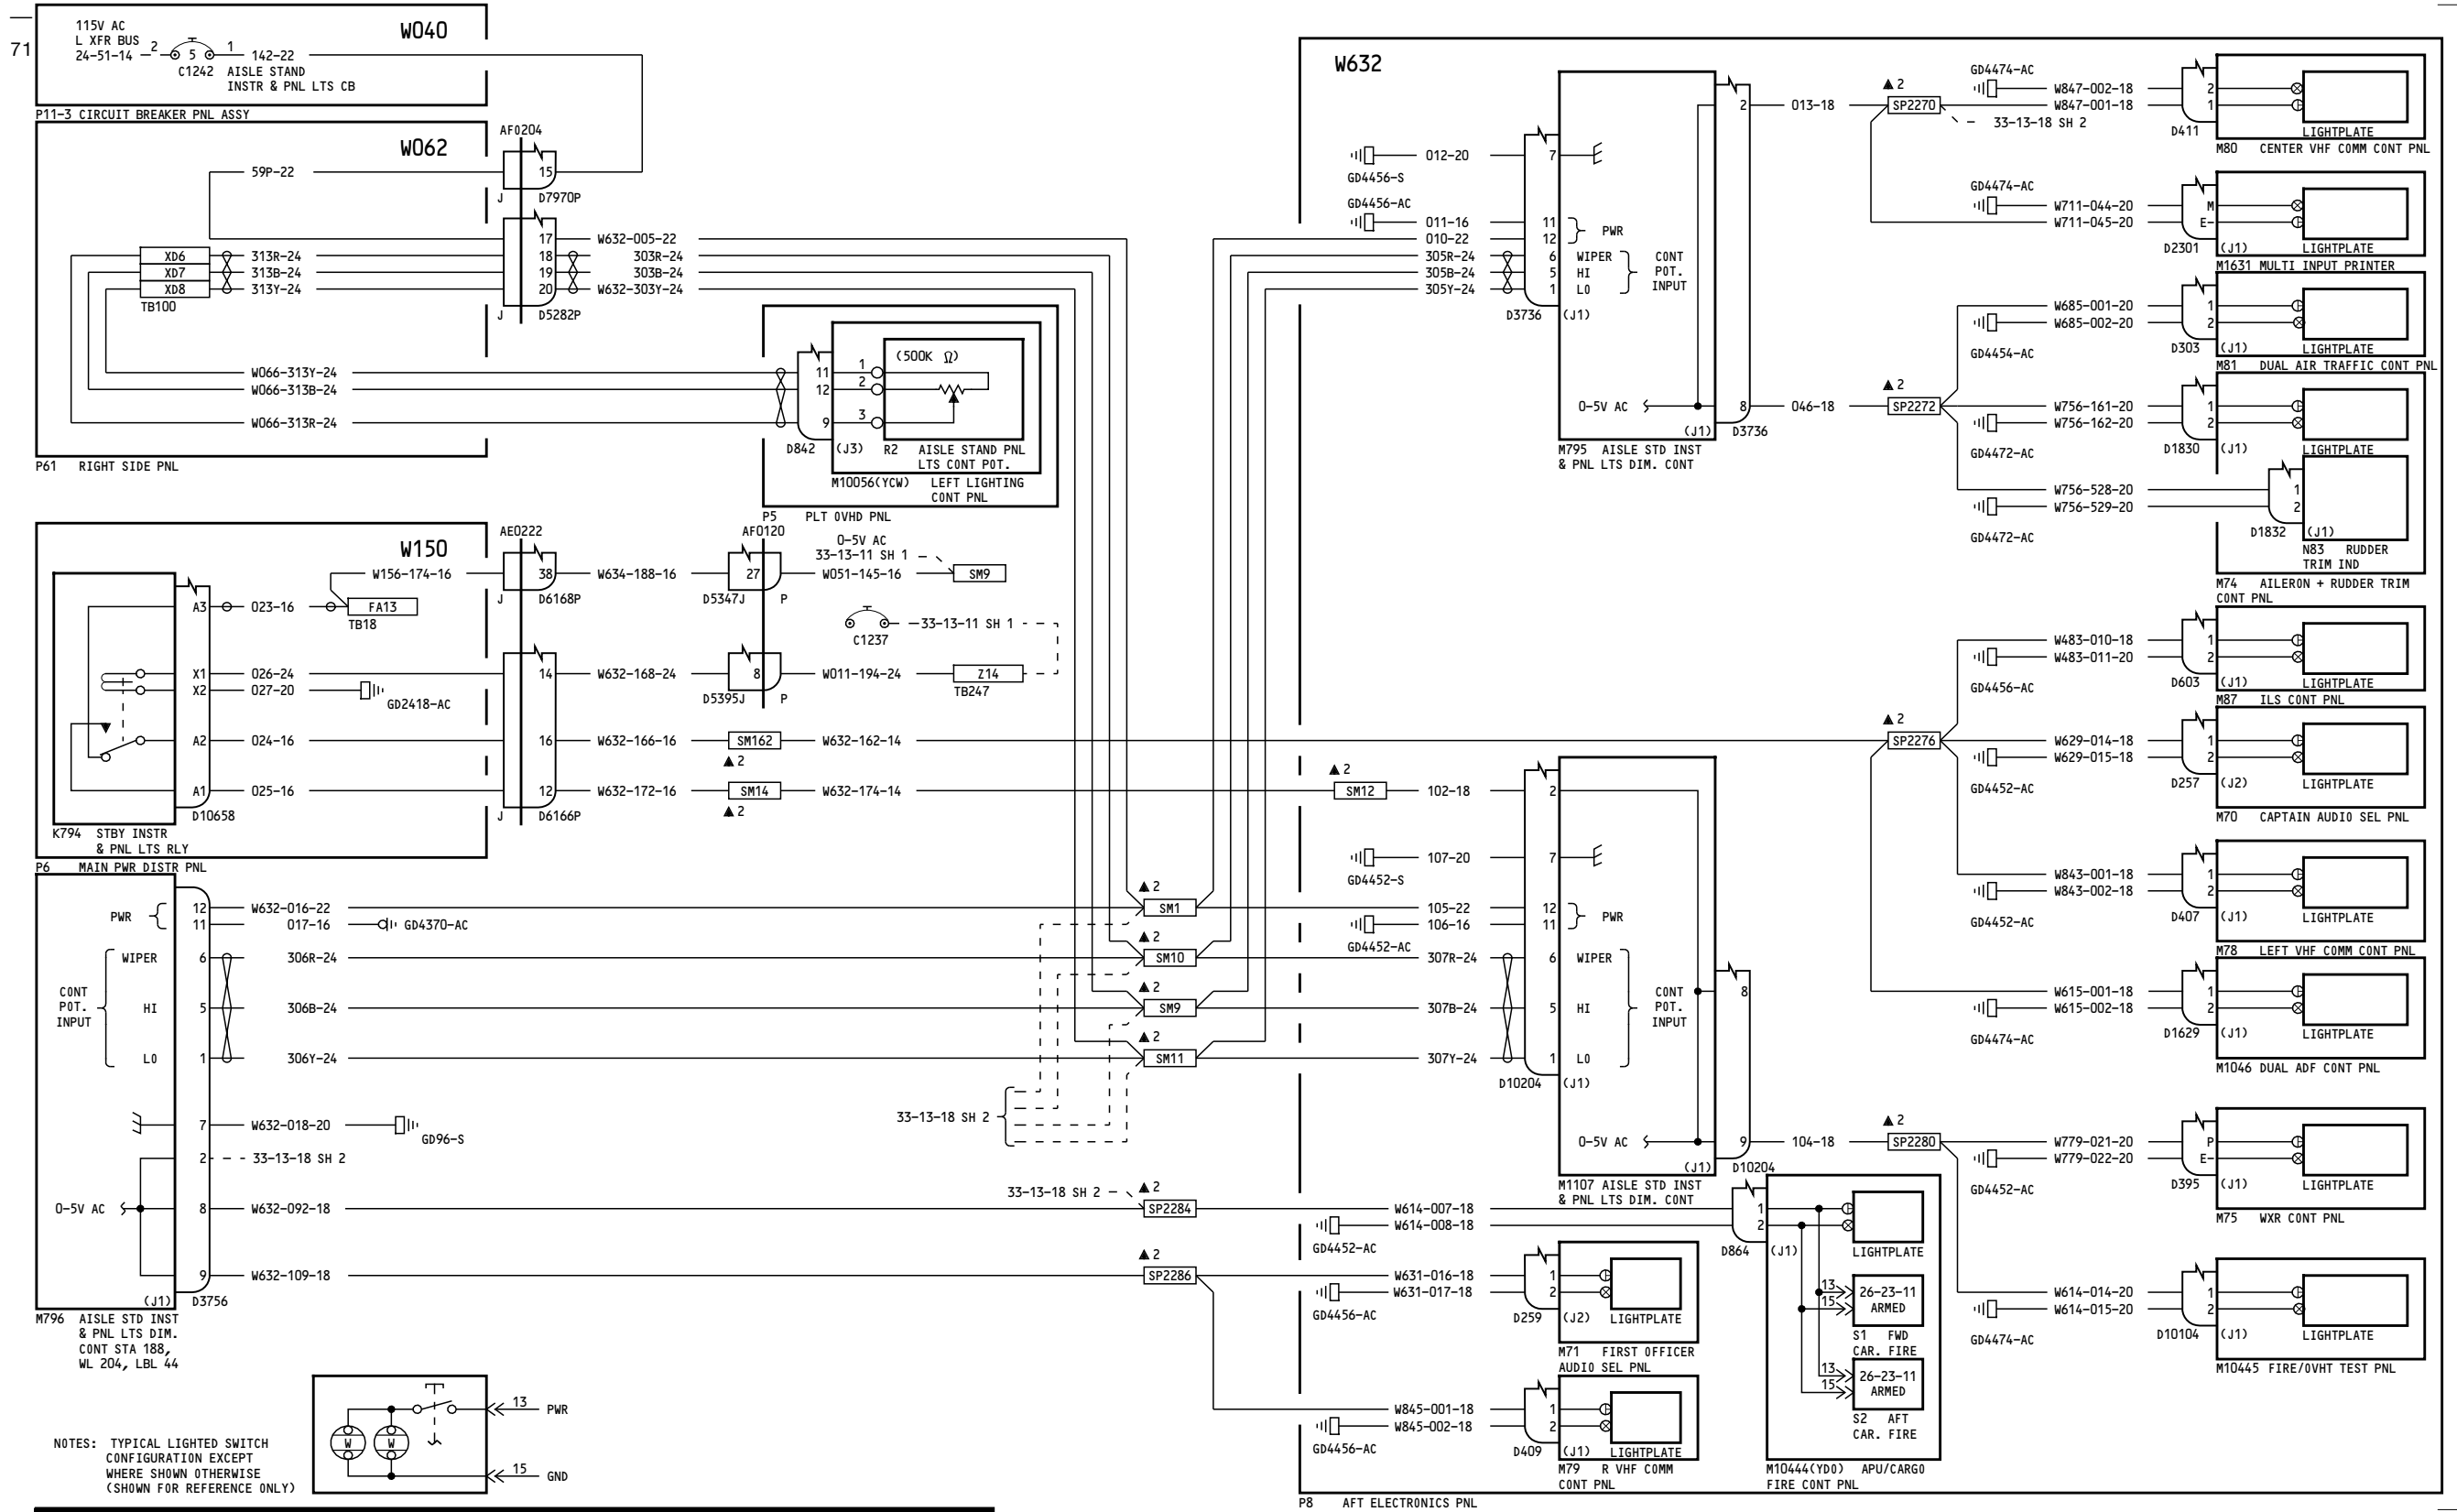 71
115V AC
L XFR BUS
24-51-14
2
5
1
C1242
142-22
AISLE STAND
INSTR & PNL LTS CB
W040
P11-3 CIRCUIT BREAKER PNL ASSY
W062
AF0204
59P-22
15
J
D7970P
17
W632-005-22
XD6
313R-24
18
303R-24
XD7
313B-24
19
303B-24
XD8
313Y-24
20
W632-303Y-24
TB100
J
D5282P
W066-313Y-24
W066-313B-24
W066-313R-24
11
12
9
1
2
3
(500K Ω)
D842
(J3)
R2
AISLE STAND PNL
LTS CONT POT.
M10056(YCW)
LEFT LIGHTING
CONT PNL
P61
RIGHT SIDE PNL
P5
PLT OVHD PNL
W150
AE0222
AF0120
0-5V AC
33-13-11 SH 1
W156-174-16
38
W634-188-16
27
W051-145-16
SM9
A3
023-16
FA13
TB18
J
D6168P
D5347J
P
C1237
33-13-11 SH 1
X1
026-24
14
W632-168-24
8
W011-194-24
Z14
X2
027-20
GD2418-AC
D5395J
P
TB247
A2
024-16
16
W632-166-16
SM162
W632-162-14
▲ 2
A1
025-16
12
W632-172-16
SM14
W632-174-14
▲ 2
D10658
J
D6166P
K794
STBY INSTR
& PNL LTS RLY
P6
MAIN PWR DISTR PNL
PWR
12
W632-016-22
11
017-16
GD4370-AC
WIPER
6
306R-24
CONT
POT.
INPUT
HI
5
306B-24
LO
1
306Y-24
7
W632-018-20
GD96-S
2
33-13-18 SH 2
0-5V AC
8
W632-092-18
9
W632-109-18
(J1)
D3756
M796
AISLE STD INST
& PNL LTS DIM.
CONT STA 188,
WL 204, LBL 44
▲ 2
SM1
▲ 2
SM10
▲ 2
SM9
▲ 2
SM11
33-13-18 SH 2
33-13-18 SH 2
▲ 2
SP2284
▲ 2
SP2286
NOTES:
TYPICAL LIGHTED SWITCH
CONFIGURATION EXCEPT
WHERE SHOWN OTHERWISE
(SHOWN FOR REFERENCE ONLY)
W
W
13
PWR
15
GND
W632
012-20
7
GD4456-S
GD4456-AC
011-16
11
010-22
12
PWR
305R-24
6
WIPER
305B-24
5
HI
305Y-24
1
LO
CONT
POT.
INPUT
D3736
(J1)
2
013-18
0-5V AC
8
046-18
(J1)
D3736
M795
AISLE STD INST
& PNL LTS DIM. CONT
▲ 2
SP2270
33-13-18 SH 2
▲ 2
SP2272
▲ 2
SP2276
▲ 2
SP2280
▲ 2
SM12
102-18
2
107-20
7
GD4452-S
105-22
12
106-16
11
PWR
GD4452-AC
307R-24
6
WIPER
307B-24
5
HI
307Y-24
1
LO
CONT
POT.
INPUT
D10204
(J1)
8
0-5V AC
9
104-18
(J1)
D10204
M1107
AISLE STD INST
& PNL LTS DIM. CONT
W614-007-18
W614-008-18
GD4452-AC
1
2
D864
(J1)
LIGHTPLATE
13
15
26-23-11
ARMED
S1
FWD
CAR. FIRE
13
15
26-23-11
ARMED
S2
AFT
CAR. FIRE
M10444(YD0)
APU/CARGO
FIRE CONT PNL
W631-016-18
W631-017-18
GD4456-AC
1
2
D259
(J2)
LIGHTPLATE
M71
FIRST OFFICER
AUDIO SEL PNL
W845-001-18
W845-002-18
GD4456-AC
1
2
D409
(J1)
LIGHTPLATE
M79
R VHF COMM
CONT PNL
P8
AFT ELECTRONICS PNL
GD4474-AC
W847-002-18
2
W847-001-18
1
D411
LIGHTPLATE
M80
CENTER VHF COMM CONT PNL
GD4474-AC
W711-044-20
M
W711-045-20
E-
D2301
(J1)
LIGHTPLATE
M1631 MULTI INPUT PRINTER
W685-001-20
1
W685-002-20
2
GD4454-AC
D303
(J1)
LIGHTPLATE
M81
DUAL AIR TRAFFIC CONT PNL
W756-161-20
1
W756-162-20
2
GD4472-AC
D1830
(J1)
LIGHTPLATE
W756-528-20
1
W756-529-20
2
GD4472-AC
D1832
(J1)
N83
RUDDER
TRIM IND
M74
AILERON + RUDDER TRIM
CONT PNL
W483-010-18
1
W483-011-20
2
GD4456-AC
D603
(J1)
LIGHTPLATE
M87
ILS CONT PNL
W629-014-18
1
W629-015-18
2
GD4452-AC
D257
(J2)
LIGHTPLATE
M70
CAPTAIN AUDIO SEL PNL
W843-001-18
1
W843-002-18
2
GD4452-AC
D407
(J1)
LIGHTPLATE
M78
LEFT VHF COMM CONT PNL
W615-001-18
1
W615-002-18
2
GD4474-AC
D1629
(J1)
LIGHTPLATE
M1046 DUAL ADF CONT PNL
W779-021-20
P
W779-022-20
E-
GD4452-AC
D395
(J1)
LIGHTPLATE
M75
WXR CONT PNL
W614-014-20
1
W614-015-20
2
GD4474-AC
D10104
(J1)
LIGHTPLATE
M10445 FIRE/OVHT TEST PNL